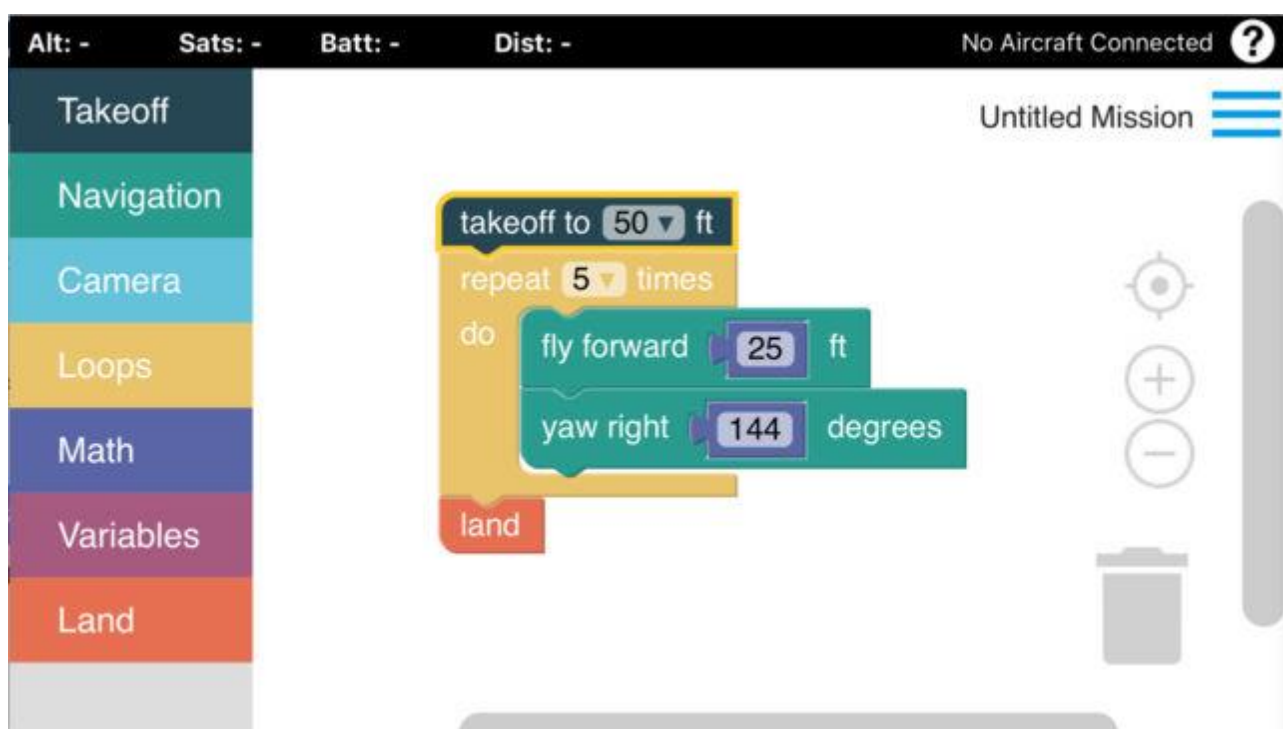 Alt: - Sats: - Batt: - Dist: - No Aircraft Connected ?
Takeoff
Untitled Mission
Navigation
Camera
Loops
Math
Variables
Land
takeoff to 50 ▾ ft
repeat 5 ▾ times
do
fly forward 25 ft
yaw right 144 degrees
land